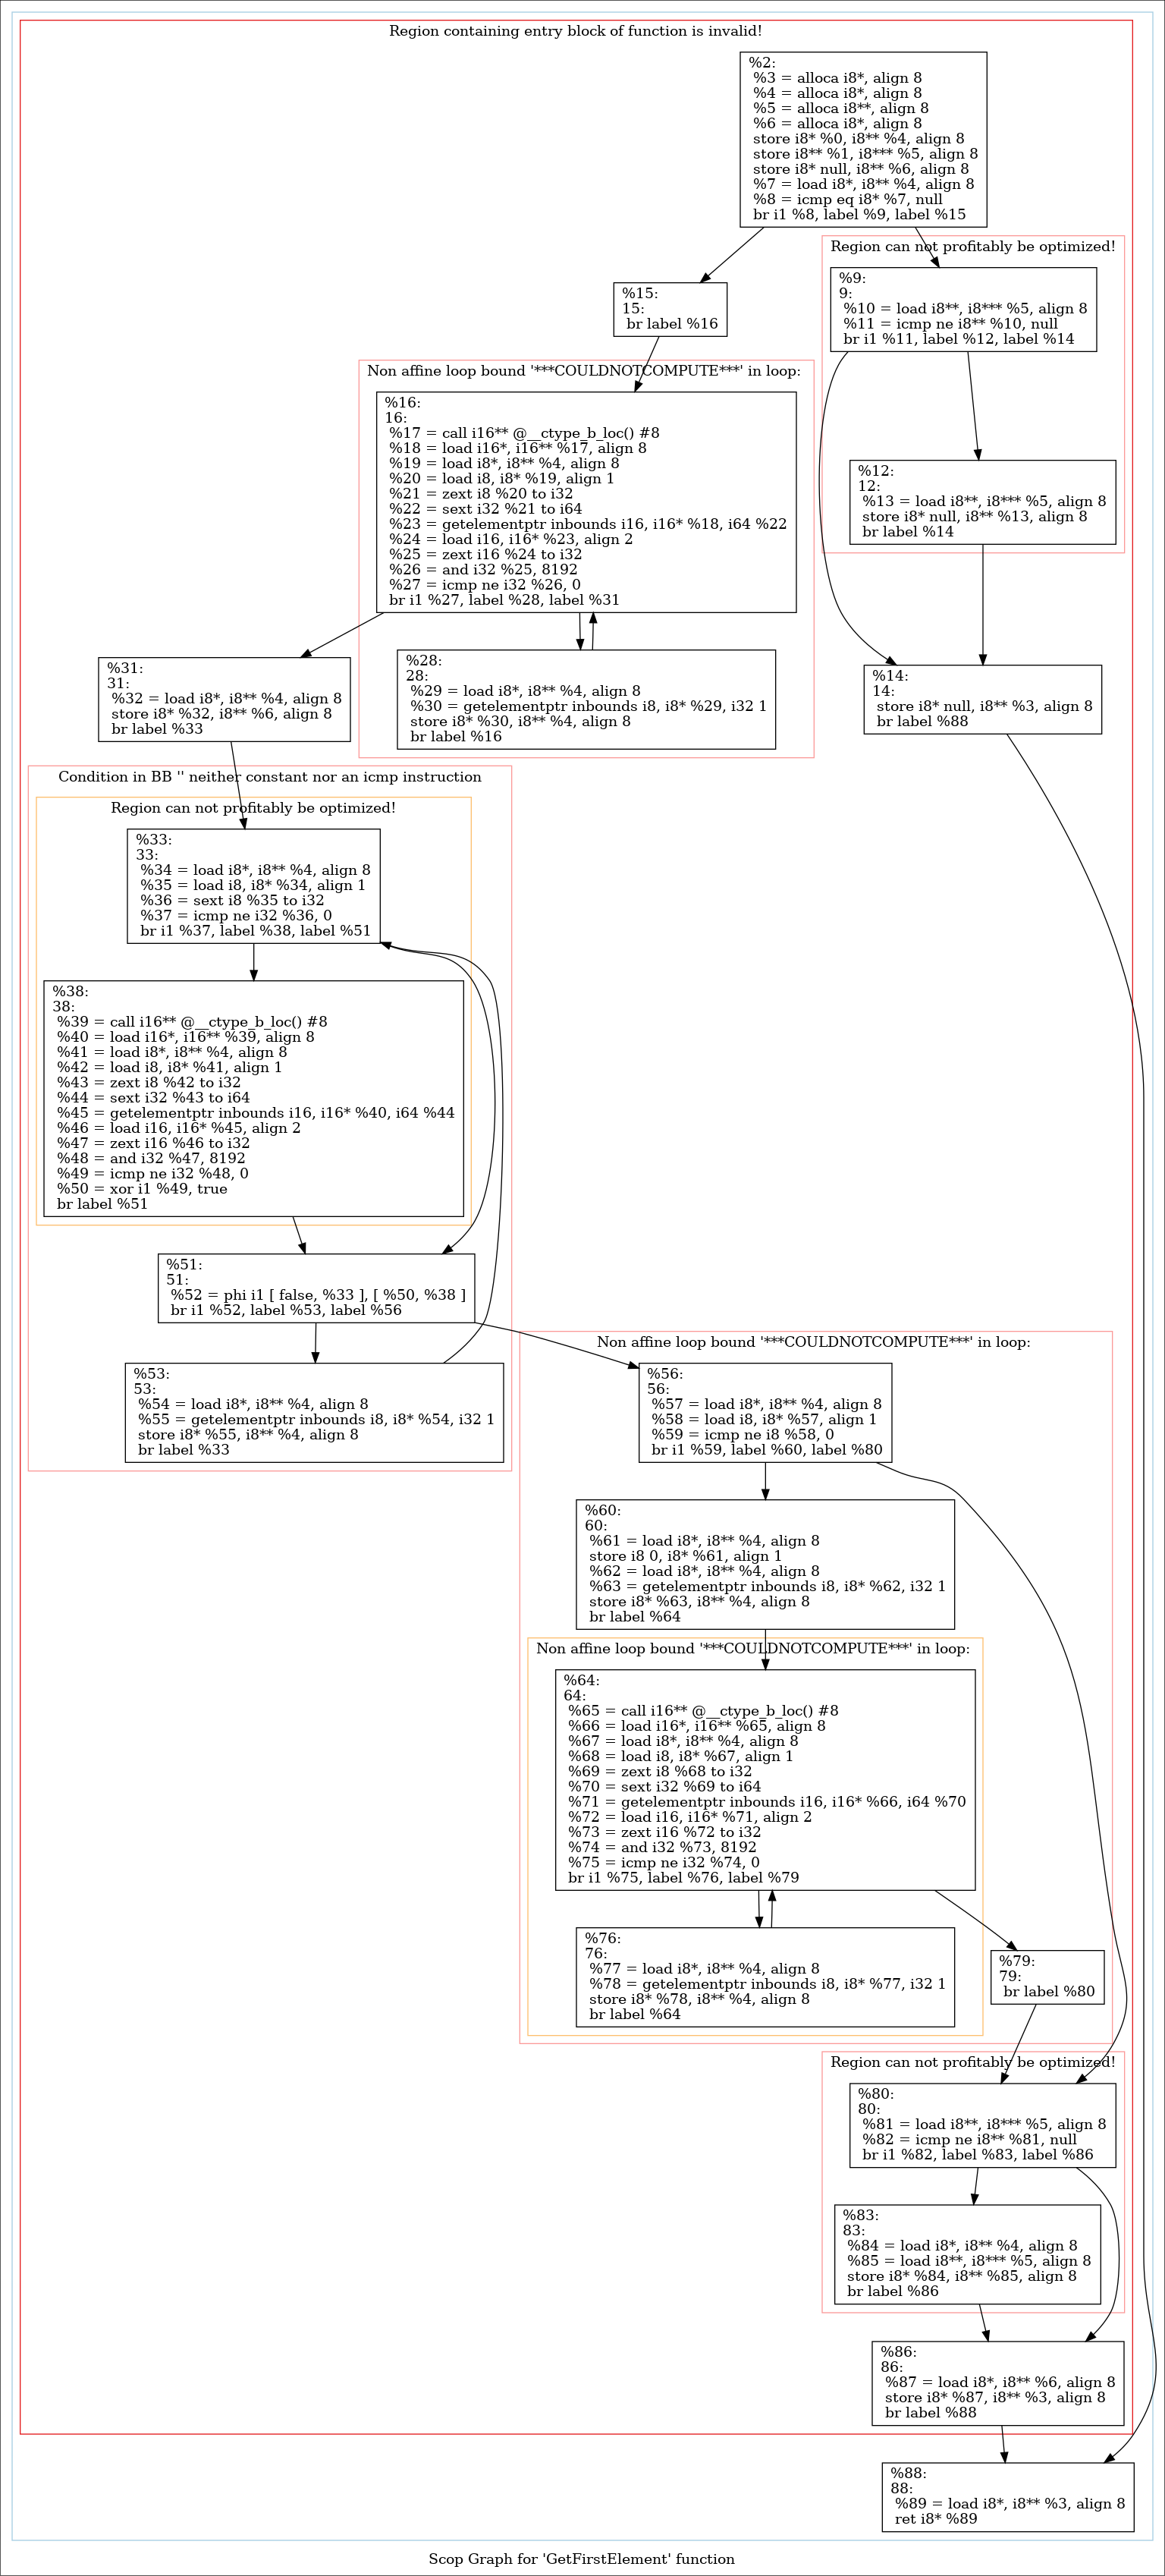 Region containing entry block of function is invalid!
%2:
%3 = alloca i8*, align 8
%4 = alloca i8*, align 8
%5 = alloca i8**, align 8
%6 = alloca i8*, align 8
store i8* %0, i8** %4, align 8
store i8** %1, i8*** %5, align 8
store i8* null, i8** %6, align 8
%7 = load i8*, i8** %4, align 8
%8 = icmp eq i8* %7, null
br i1 %8, label %9, label %15
Region can not profitably be optimized!
%9:
9:
%10 = load i8**, i8*** %5, align 8
%11 = icmp ne i8** %10, null
br i1 %11, label %12, label %14
%15:
15:
br label %16
Non affine loop bound '***COULDNOTCOMPUTE***' in loop:
%16:
16:
%17 = call i16** @__ctype_b_loc() #8
%18 = load i16*, i16** %17, align 8
%19 = load i8*, i8** %4, align 8
%20 = load i8, i8* %19, align 1
%21 = zext i8 %20 to i32
%22 = sext i32 %21 to i64
%23 = getelementptr inbounds i16, i16* %18, i64 %22
%24 = load i16, i16* %23, align 2
%25 = zext i16 %24 to i32
%26 = and i32 %25, 8192
%27 = icmp ne i32 %26, 0
br i1 %27, label %28, label %31
%12:
12:
%13 = load i8**, i8*** %5, align 8
store i8* null, i8** %13, align 8
br label %14
%31:
31:
%32 = load i8*, i8** %4, align 8
store i8* %32, i8** %6, align 8
br label %33
%28:
28:
%29 = load i8*, i8** %4, align 8
%30 = getelementptr inbounds i8, i8* %29, i32 1
store i8* %30, i8** %4, align 8
br label %16
%14:
14:
store i8* null, i8** %3, align 8
br label %88
Condition in BB '' neither constant nor an icmp instruction
Region can not profitably be optimized!
%33:
33:
%34 = load i8*, i8** %4, align 8
%35 = load i8, i8* %34, align 1
%36 = sext i8 %35 to i32
%37 = icmp ne i32 %36, 0
br i1 %37, label %38, label %51
%38:
38:
%39 = call i16** @__ctype_b_loc() #8
%40 = load i16*, i16** %39, align 8
%41 = load i8*, i8** %4, align 8
%42 = load i8, i8* %41, align 1
%43 = zext i8 %42 to i32
%44 = sext i32 %43 to i64
%45 = getelementptr inbounds i16, i16* %40, i64 %44
%46 = load i16, i16* %45, align 2
%47 = zext i16 %46 to i32
%48 = and i32 %47, 8192
%49 = icmp ne i32 %48, 0
%50 = xor i1 %49, true
br label %51
%51:
51:
%52 = phi i1 [ false, %33 ], [ %50, %38 ]
br i1 %52, label %53, label %56
%53:
53:
%54 = load i8*, i8** %4, align 8
%55 = getelementptr inbounds i8, i8* %54, i32 1
store i8* %55, i8** %4, align 8
br label %33
Non affine loop bound '***COULDNOTCOMPUTE***' in loop:
%56:
56:
%57 = load i8*, i8** %4, align 8
%58 = load i8, i8* %57, align 1
%59 = icmp ne i8 %58, 0
br i1 %59, label %60, label %80
%60:
60:
%61 = load i8*, i8** %4, align 8
store i8 0, i8* %61, align 1
%62 = load i8*, i8** %4, align 8
%63 = getelementptr inbounds i8, i8* %62, i32 1
store i8* %63, i8** %4, align 8
br label %64
Non affine loop bound '***COULDNOTCOMPUTE***' in loop:
%64:
64:
%65 = call i16** @__ctype_b_loc() #8
%66 = load i16*, i16** %65, align 8
%67 = load i8*, i8** %4, align 8
%68 = load i8, i8* %67, align 1
%69 = zext i8 %68 to i32
%70 = sext i32 %69 to i64
%71 = getelementptr inbounds i16, i16* %66, i64 %70
%72 = load i16, i16* %71, align 2
%73 = zext i16 %72 to i32
%74 = and i32 %73, 8192
%75 = icmp ne i32 %74, 0
br i1 %75, label %76, label %79
%76:
76:
%77 = load i8*, i8** %4, align 8
%78 = getelementptr inbounds i8, i8* %77, i32 1
store i8* %78, i8** %4, align 8
br label %64
%79:
79:
br label %80
Region can not profitably be optimized!
%80:
80:
%81 = load i8**, i8*** %5, align 8
%82 = icmp ne i8** %81, null
br i1 %82, label %83, label %86
%83:
83:
%84 = load i8*, i8** %4, align 8
%85 = load i8**, i8*** %5, align 8
store i8* %84, i8** %85, align 8
br label %86
%86:
86:
%87 = load i8*, i8** %6, align 8
store i8* %87, i8** %3, align 8
br label %88
%88:
88:
%89 = load i8*, i8** %3, align 8
ret i8* %89
Scop Graph for 'GetFirstElement' function